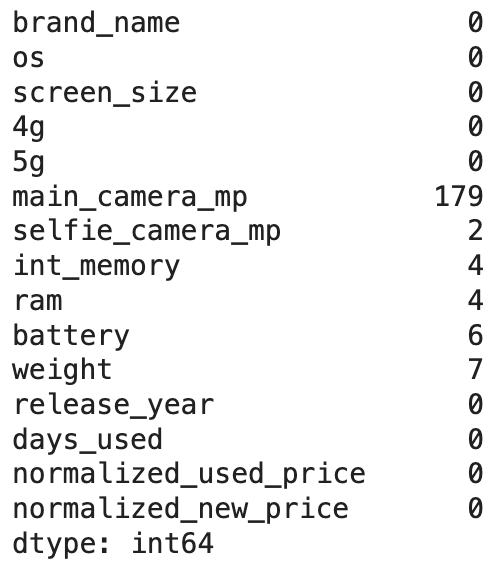 brand_name 0
os 0
screen_size 0
4g 0
5g 0
main_camera_mp 179
selfie_camera_mp 2
int_memory 4
ram 4
battery 6
weight 7
release_year 0
days_used 0
normalized_used_price 0
normalized_new_price 0
dtype: int64